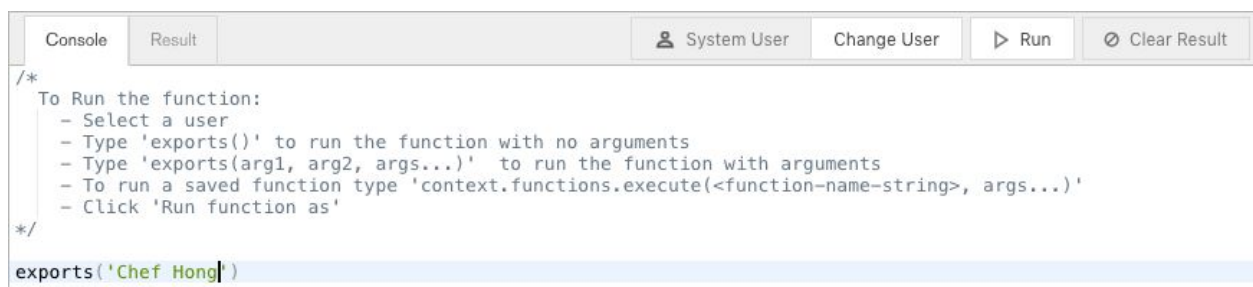 Console Result System User Change User Run Clear Result
/*
To Run the function:
- Select a user
- Type 'exports()' to run the function with no arguments
- Type 'exports(arg1, arg2, args...)'  to run the function with arguments
- To run a saved function type 'context.functions.execute(<function-name-string>, args...)'
- Click 'Run function as'
*/
exports('Chef Hong')